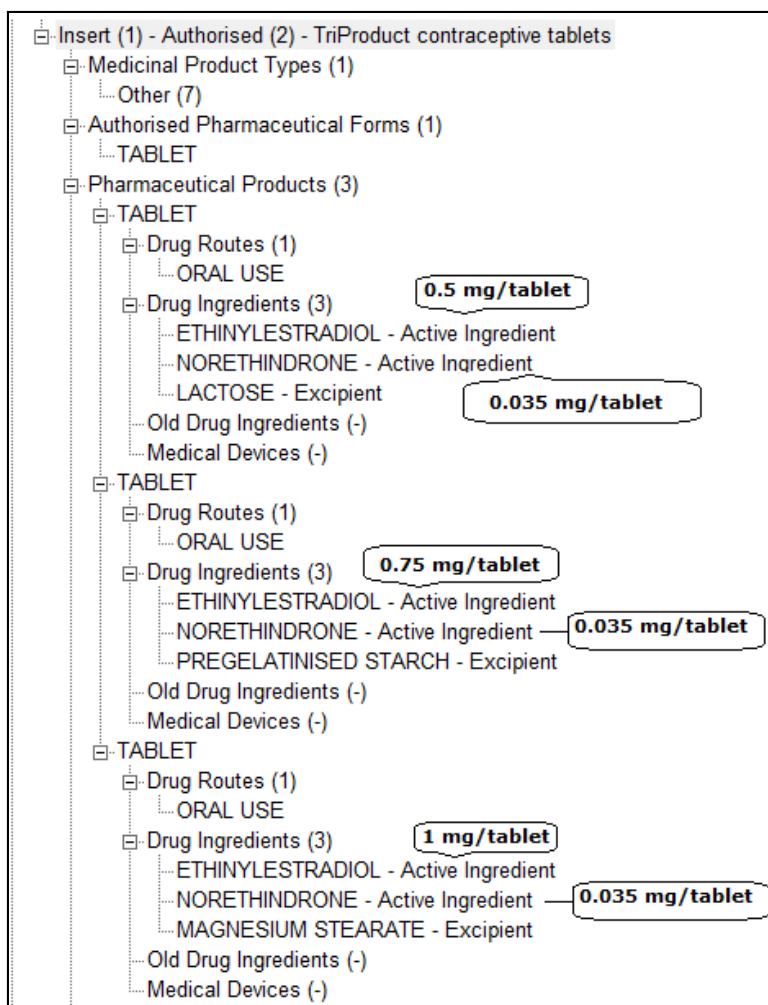 Insert (1) - Authorised (2) - TriProduct contraceptive tablets
Medicinal Product Types (1)
Other (7)
Authorised Pharmaceutical Forms (1)
TABLET
Pharmaceutical Products (3)
TABLET
Drug Routes (1)
ORAL USE
Drug Ingredients (3)
0.5 mg/tablet
ETHINYLESTRADIOL - Active Ingredient
NORETHINDRONE - Active Ingredient
LACTOSE - Excipient
0.035 mg/tablet
Old Drug Ingredients (-)
Medical Devices (-)
TABLET
Drug Routes (1)
ORAL USE
Drug Ingredients (3)
0.75 mg/tablet
ETHINYLESTRADIOL - Active Ingredient
NORETHINDRONE - Active Ingredient
0.035 mg/tablet
PREGELATINISED STARCH - Excipient
Old Drug Ingredients (-)
Medical Devices (-)
TABLET
Drug Routes (1)
ORAL USE
Drug Ingredients (3)
1 mg/tablet
ETHINYLESTRADIOL - Active Ingredient
NORETHINDRONE - Active Ingredient
0.035 mg/tablet
MAGNESIUM STEARATE - Excipient
Old Drug Ingredients (-)
Medical Devices (-)